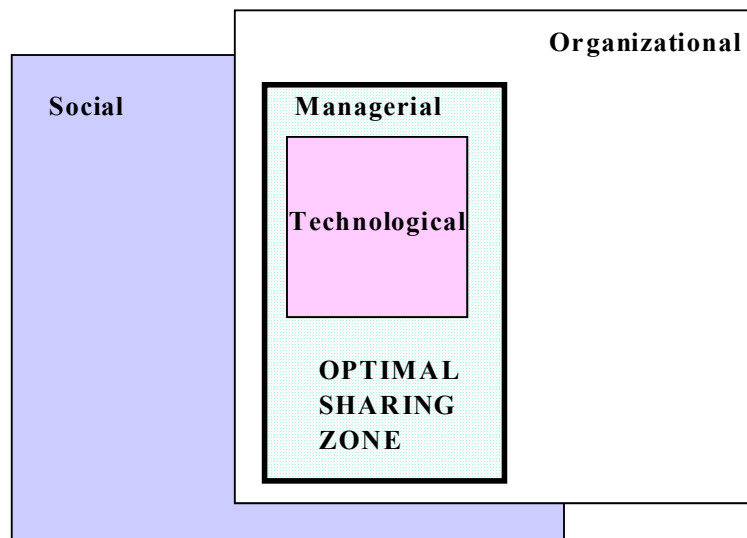 Organizational
Social
Managerial
Technological
OPTIMAL
SHARING
ZONE